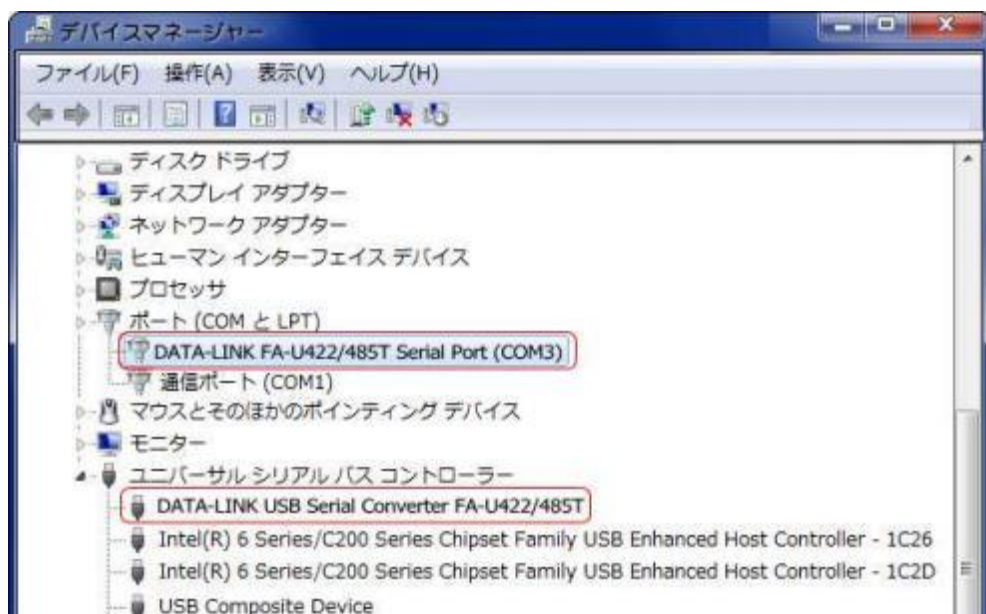 デバイスマネージャー
ファイル(F) 操作(A) 表示(V) ヘルプ(H)
ディスク ドライブ
ディスプレイ アダプター
ネットワーク アダプター
ヒューマン インターフェイス デバイス
プロセッサ
ポート (COM と LPT)
DATA-LINK FA-U422/485T Serial Port (COM3)
通信ポート (COM1)
マウスとそのほかのポインティング デバイス
モニター
ユニバーサル シリアル バス コントローラー
DATA-LINK USB Serial Converter FA-U422/485T
Intel(R) 6 Series/C200 Series Chipset Family USB Enhanced Host Controller - 1C26
Intel(R) 6 Series/C200 Series Chipset Family USB Enhanced Host Controller - 1C2D
USB Composite Device